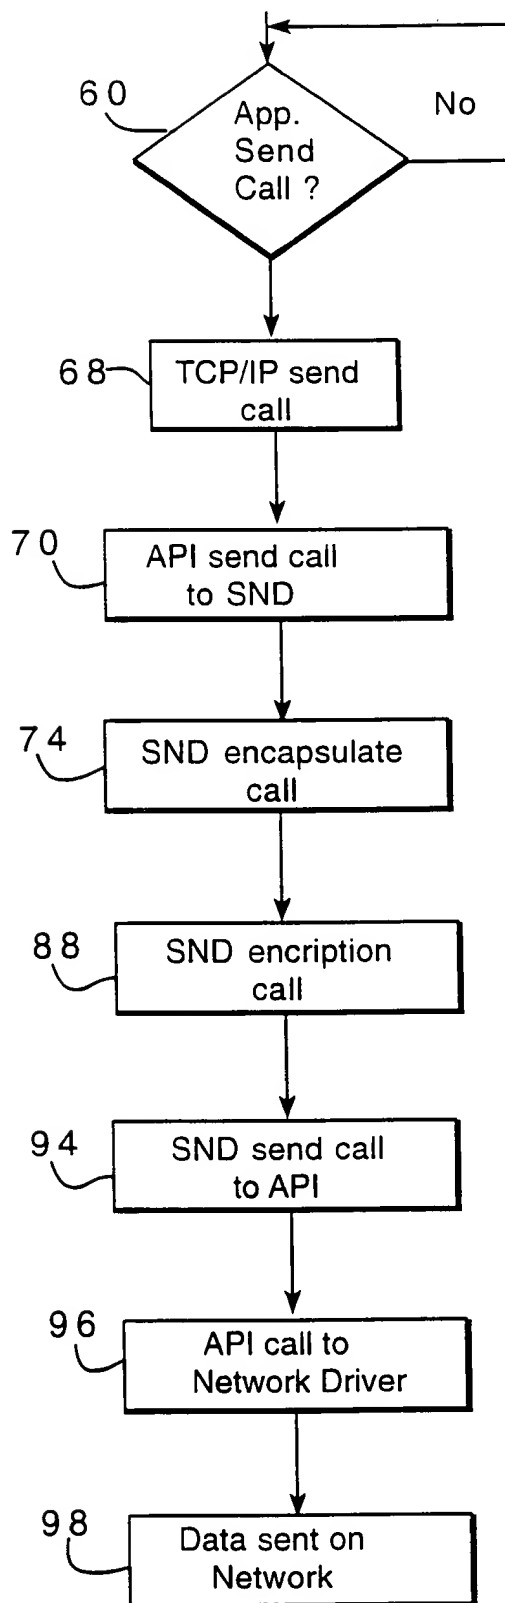 60
App.
Send
Call ?
No
68
TCP/IP send
call
70
API send call
to SND
74
SND encapsulate
call
88
SND encription
call
94
SND send call
to API
96
API call to
Network Driver
98
Data sent on
Network